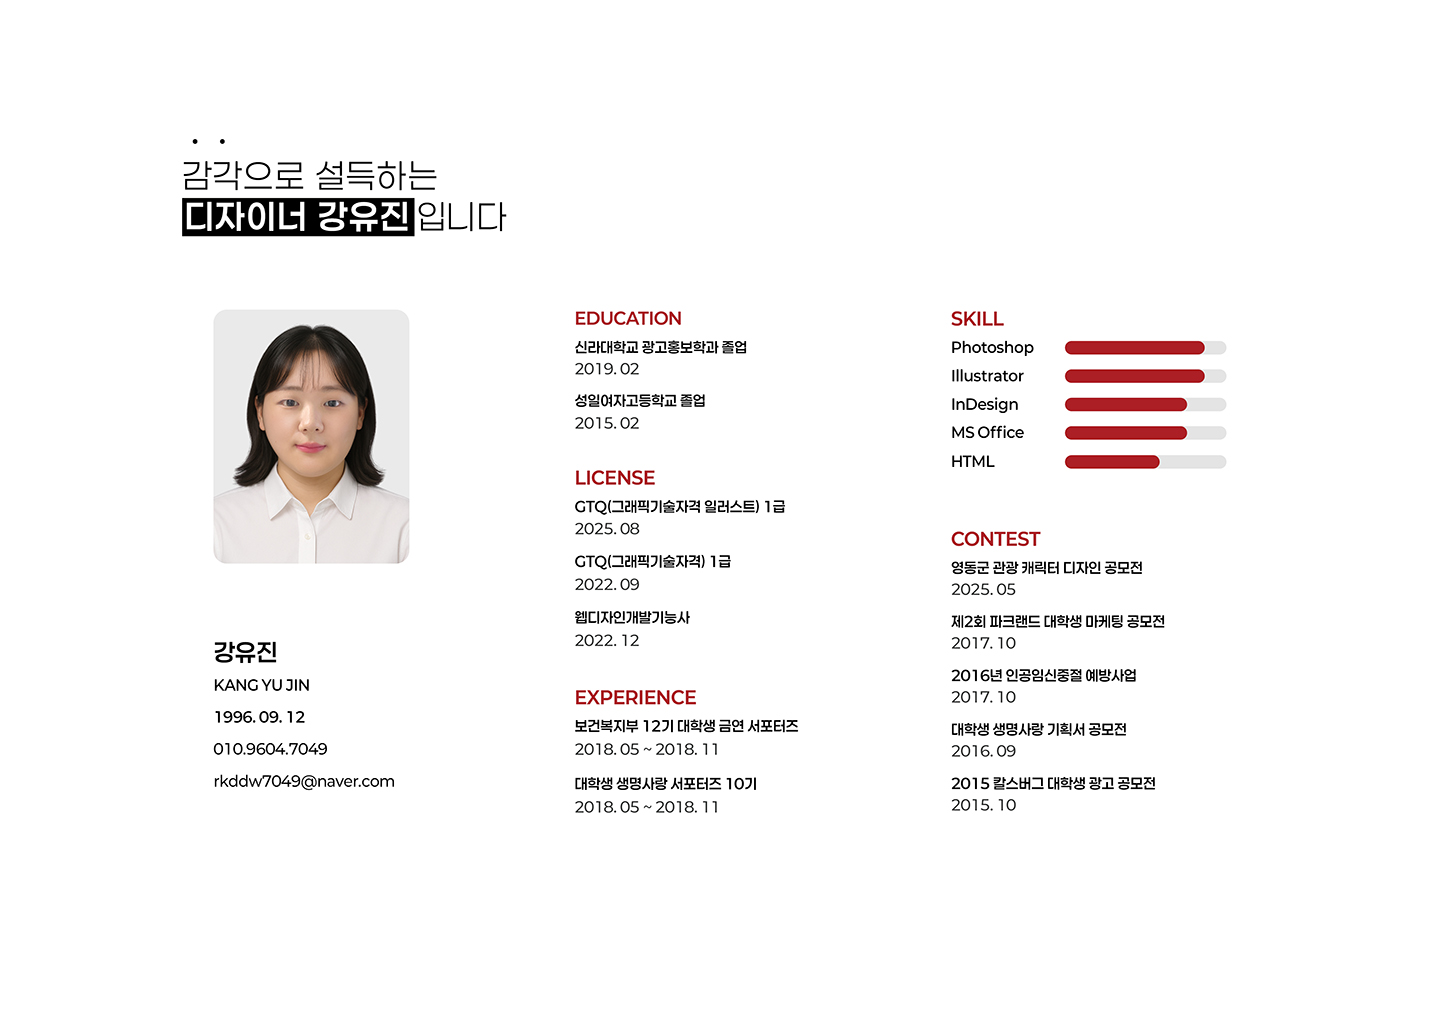 감각으로 설득하는
디자이너 강유진입니다
강유진
KANG YU JIN
1996. 09. 12
010.9604.7049
rkddw7049@naver.com
EDUCATION
신라대학교 광고홍보학과 졸업
2019. 02
성일여자고등학교 졸업
2015. 02
LICENSE
GTQ(그래픽기술자격 일러스트) 1급
2025. 08
GTQ(그래픽기술자격) 1급
2022. 09
웹디자인개발기능사
2022. 12
EXPERIENCE
보건복지부 12기 대학생 금연 서포터즈
2018. 05 ~ 2018. 11
대학생 생명사랑 서포터즈 10기
2018. 05 ~ 2018. 11
SKILL
Photoshop
Illustrator
InDesign
MS Office
HTML
CONTEST
영동군 관광 캐릭터 디자인 공모전
2025. 05
제2회 파크랜드 대학생 마케팅 공모전
2017. 10
2016년 인공임신중절 예방사업
2017. 10
대학생 생명사랑 기획서 공모전
2016. 09
2015 칼스버그 대학생 광고 공모전
2015. 10